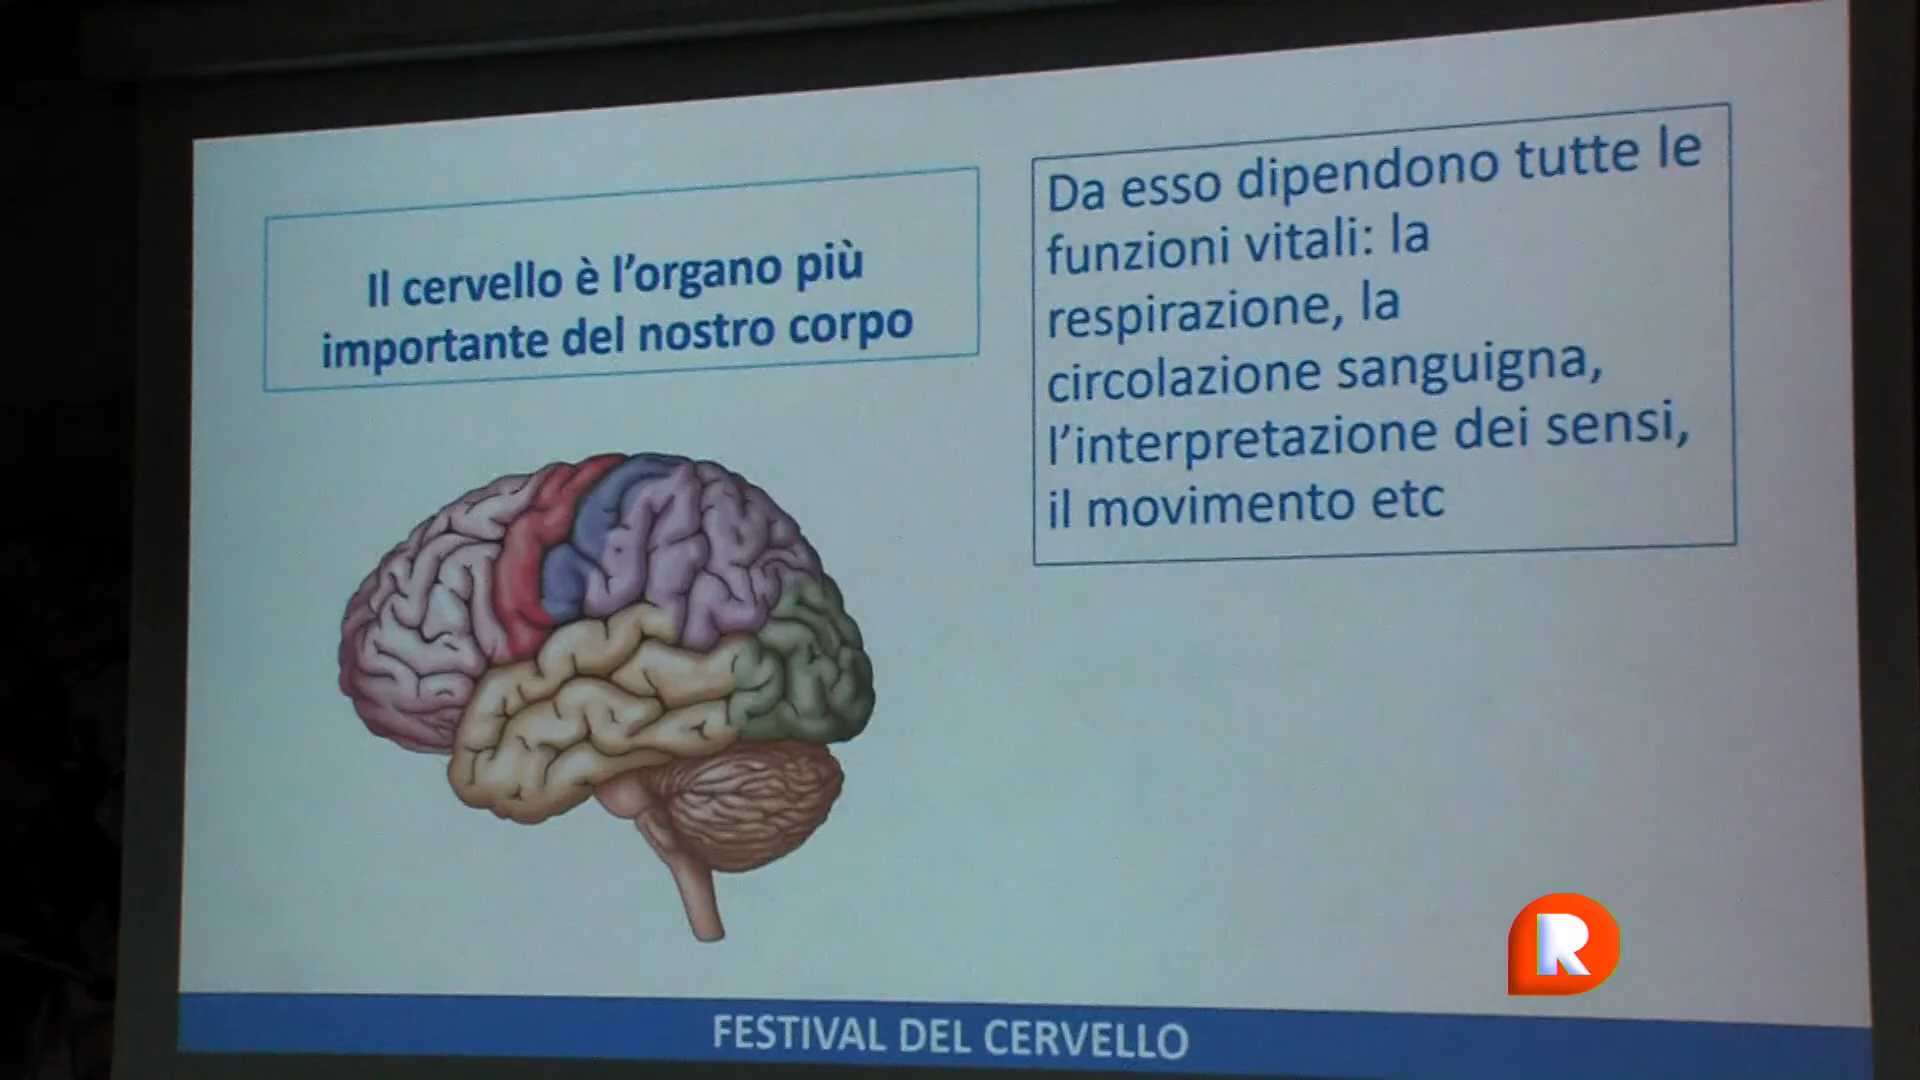 Il cervello è l'organo più
importante del nostro corpo
Da esso dipendono tutte le
funzioni vitali: la
respirazione, la
circolazione sanguigna,
l'interpretazione dei sensi,
il movimento etc
R
FESTIVAL DEL CERVELLO